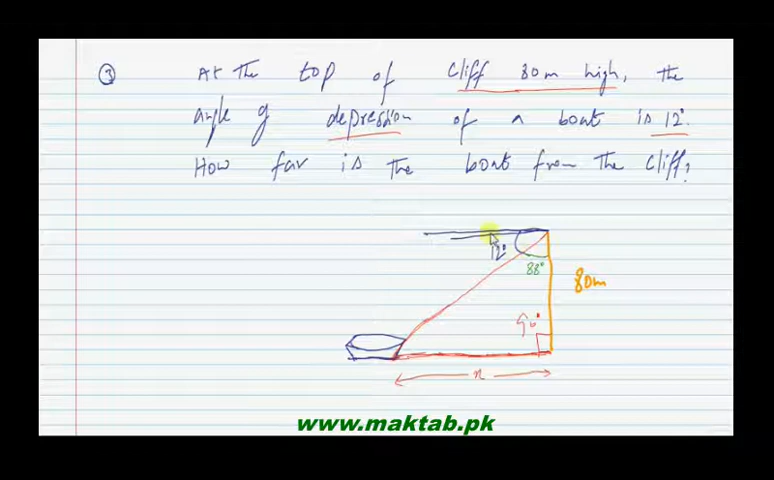 ③ At the top of cliff 80m high, the
angle of depression of a boat is 12°.
How far is the boat from the cliff?
12°
88°
80m
90°
x
www.maktab.pk